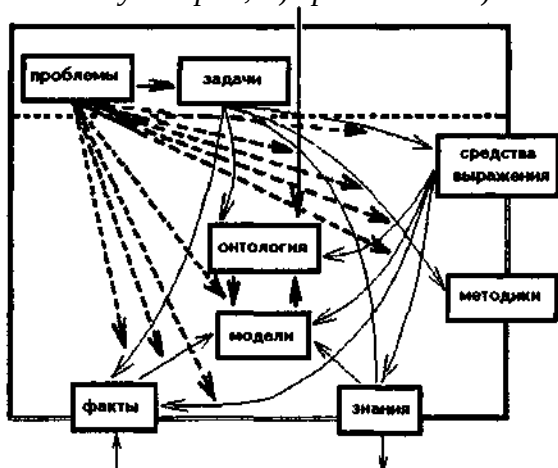 проблемы
задачи
средства
выражения
онтология
методики
модели
факты
знания